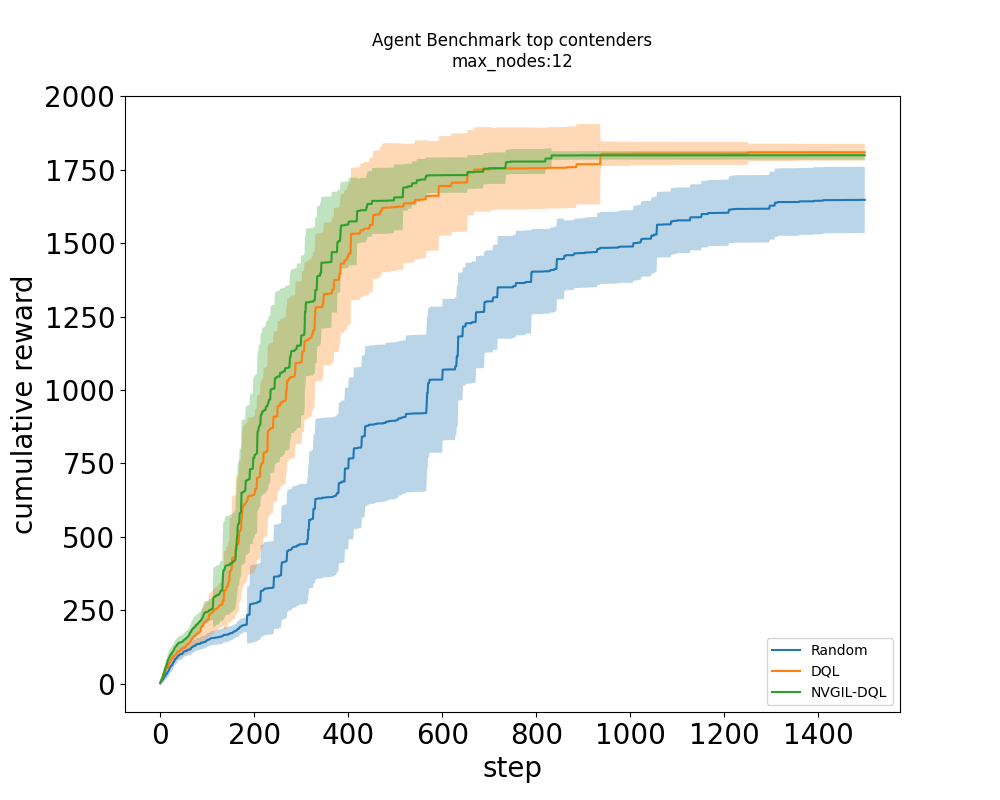 Agent Benchmark top contenders
max_nodes:12
2000
1750
1500
1250
1000
750
500
250
0
cumulative reward
0 200 400 600 800 1000 1200 1400
step
Random
DQL
NVGIL-DQL